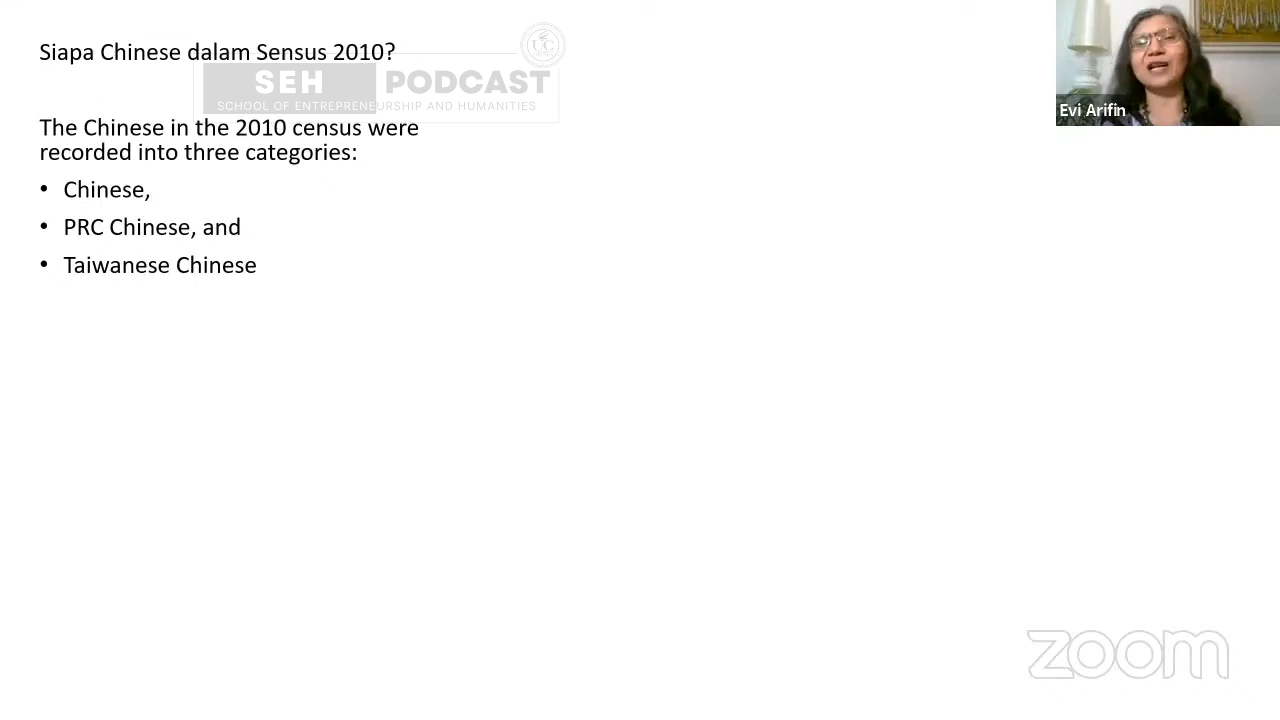 Siapa Chinese dalam Sensus 2010?
UC
SEH PODCAST
SCHOOL OF ENTREPRENEURSHIP AND HUMANITIES
The Chinese in the 2010 census were
recorded into three categories:
• Chinese,
• PRC Chinese, and
• Taiwanese Chinese
Evi Arifin
zoom